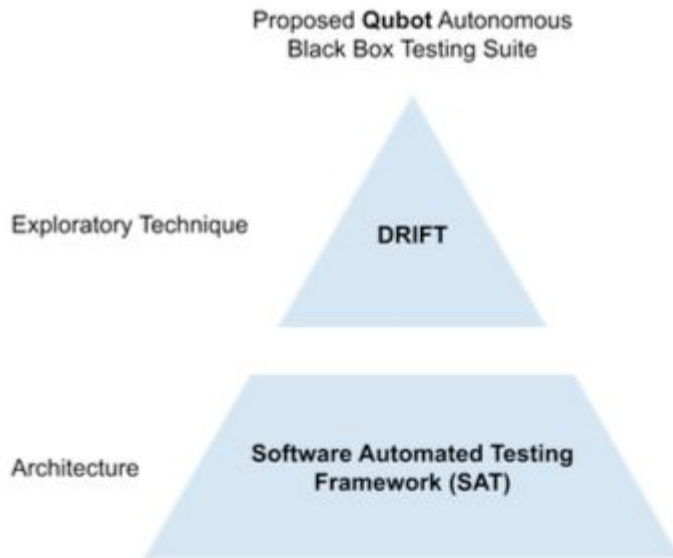 Proposed Qubot Autonomous
Black Box Testing Suite
Exploratory Technique
DRIFT
Architecture
Software Automated Testing
Framework (SAT)